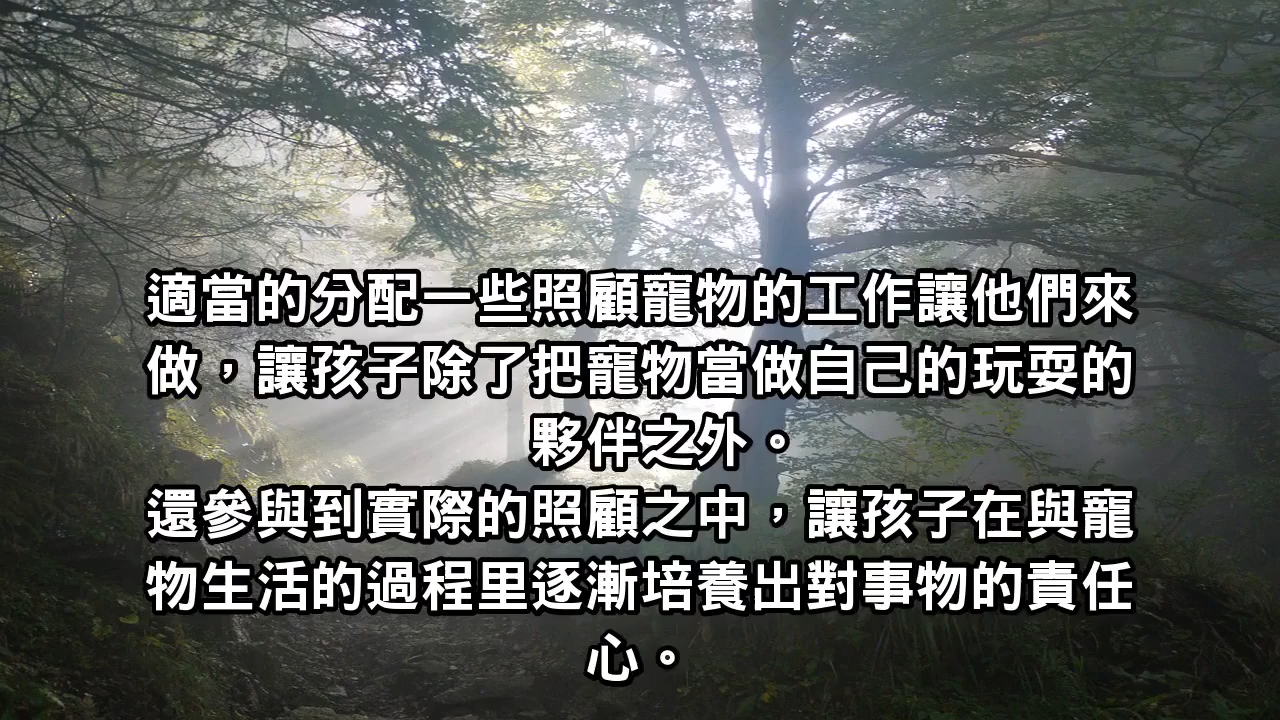 適當的分配一些照顧寵物的工作讓他們來
做，讓孩子除了把寵物當做自己的玩耍的
夥伴之外。
還參與到實際的照顧之中，讓孩子在與寵
物生活的過程里逐漸培養出對事物的責任
心。